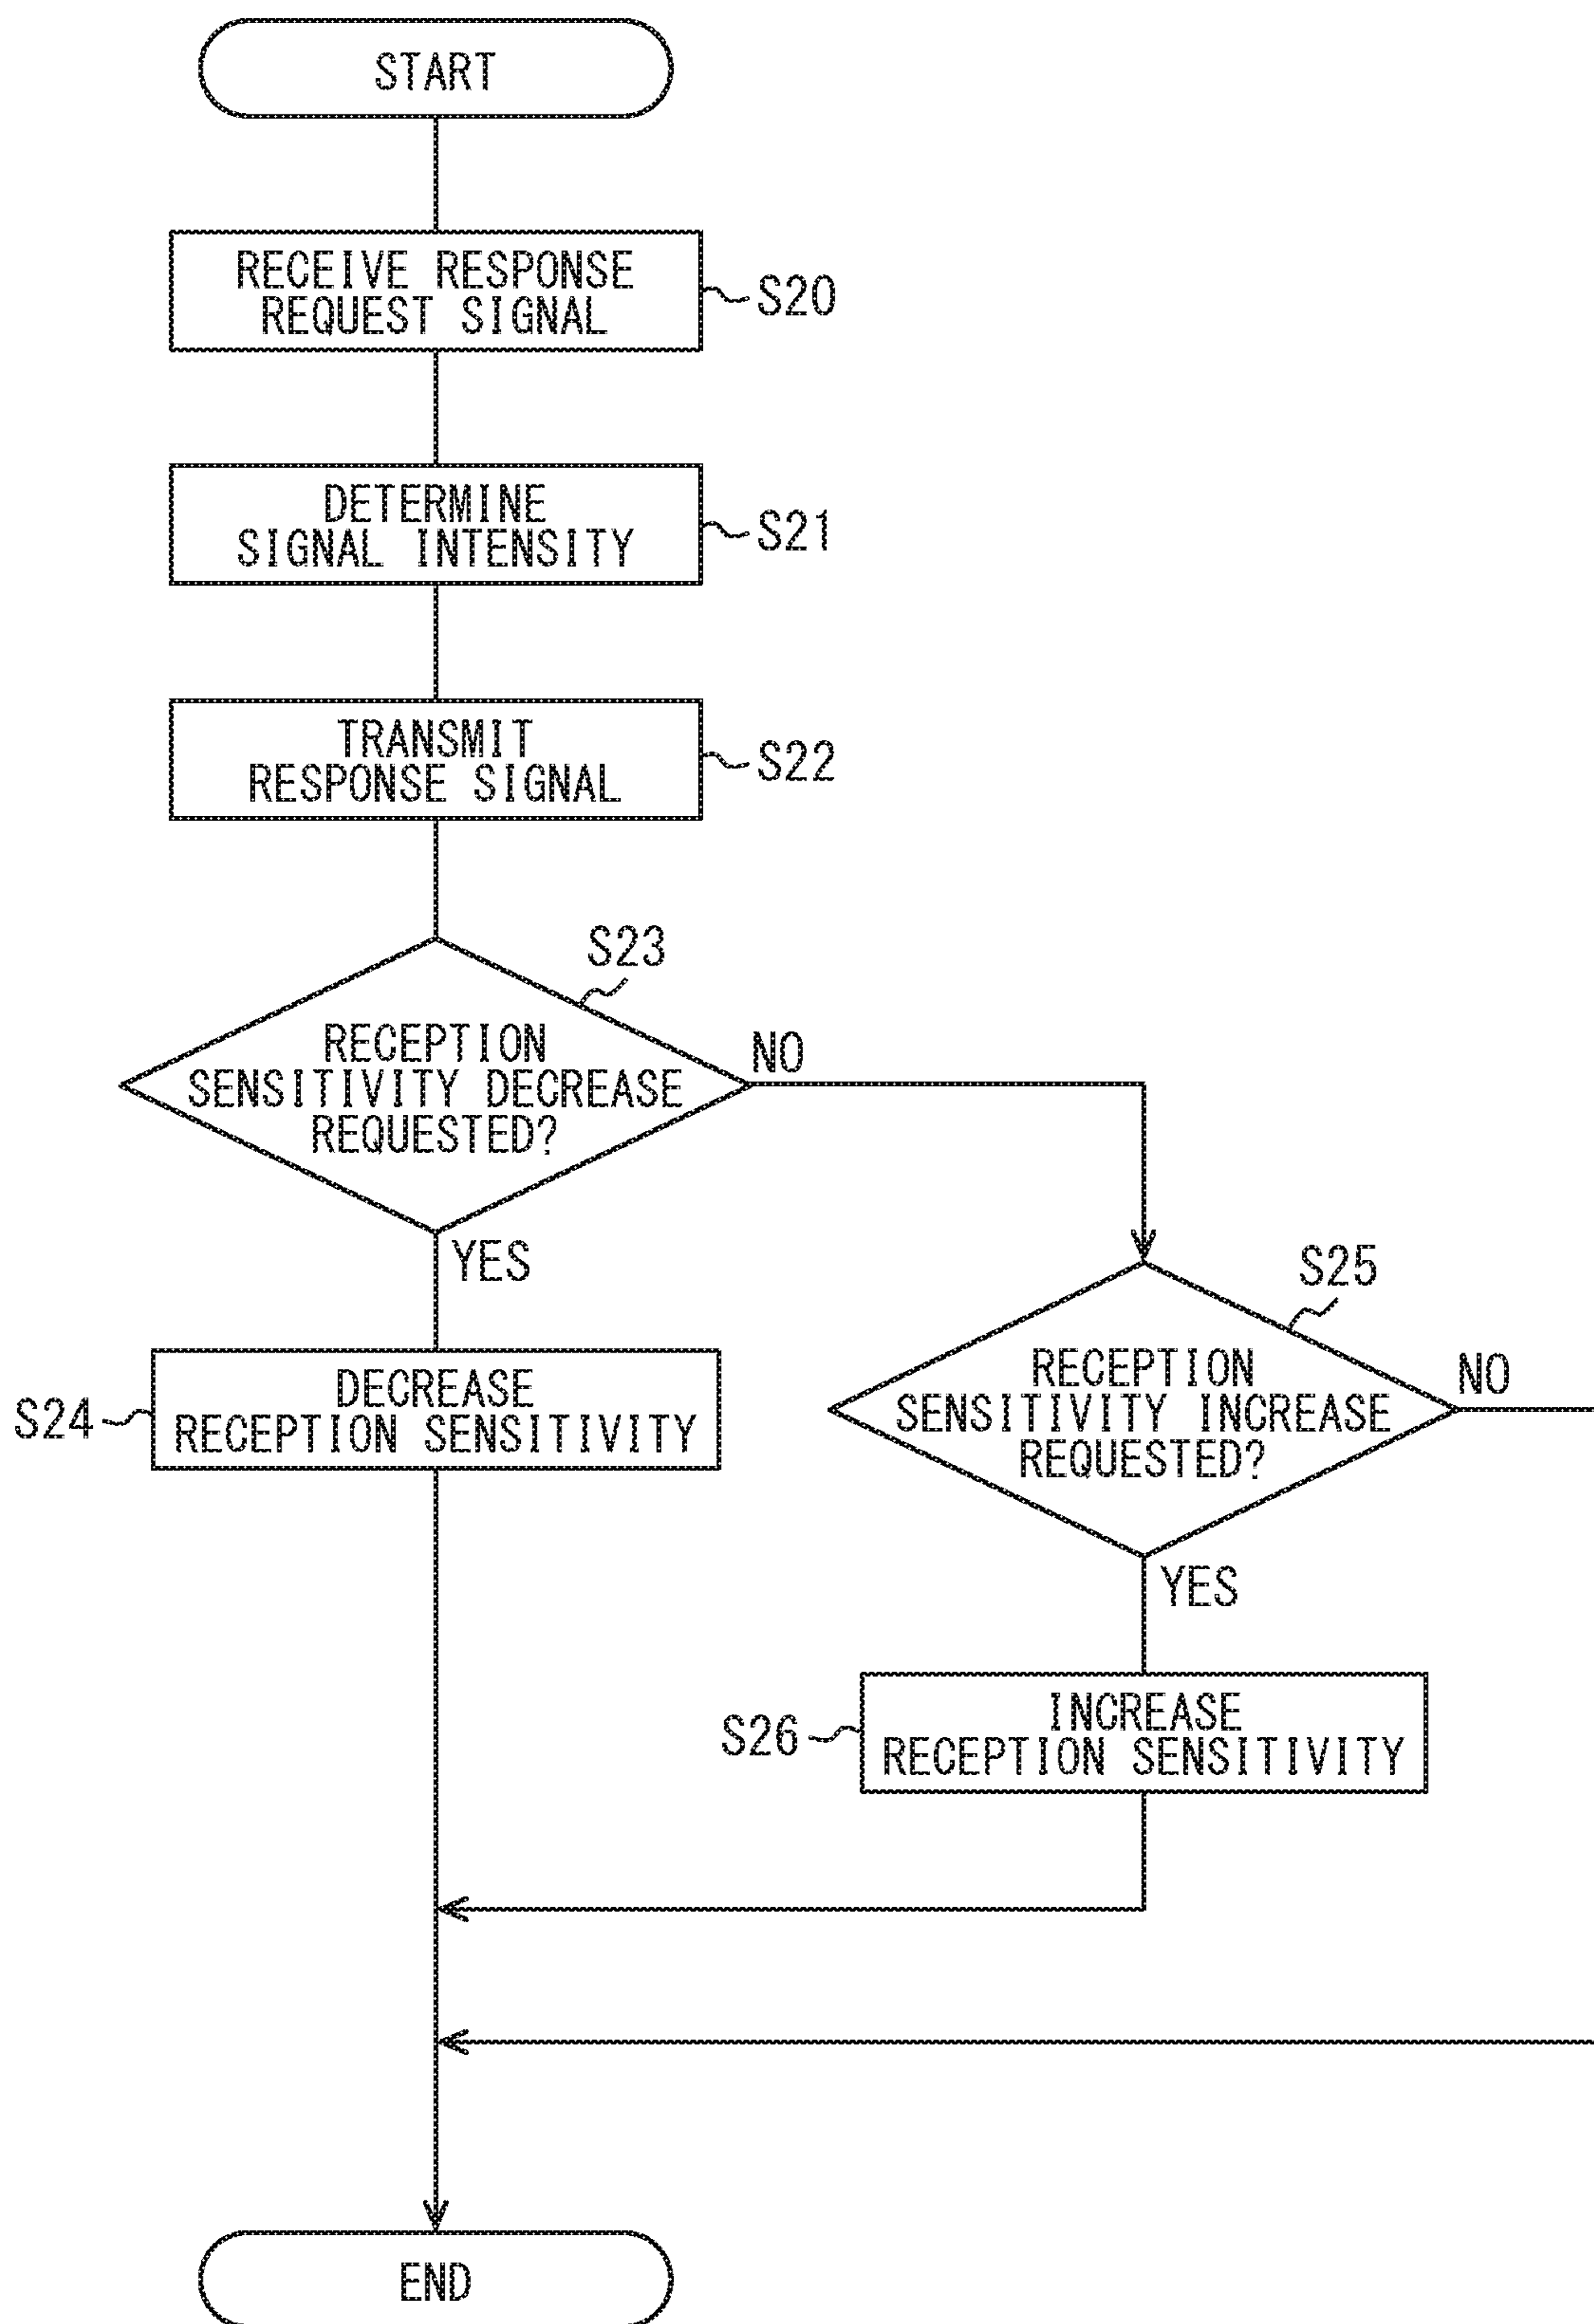 START
RECEIVE RESPONSE
REQUEST SIGNAL
S20
DETERMINE
SIGNAL INTENSITY
S21
TRANSMIT
RESPONSE SIGNAL
S22
S23
RECEPTION
SENSITIVITY DECREASE
REQUESTED?
NO
YES
S24
DECREASE
RECEPTION SENSITIVITY
S25
RECEPTION
SENSITIVITY INCREASE
REQUESTED?
NO
YES
S26
INCREASE
RECEPTION SENSITIVITY
END